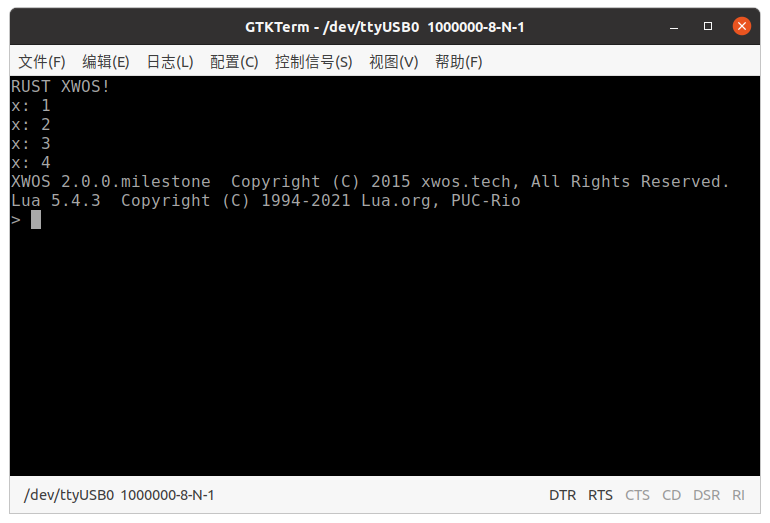 GTKTerm - /dev/ttyUSB0 1000000-8-N-1
文件(F) 编辑(E) 日志(L) 配置(C) 控制信号(S) 视图(V) 帮助(F)
RUST XWOS!
x: 1
x: 2
x: 3
x: 4
XWOS 2.0.0.milestone  Copyright (C) 2015 xwos.tech, All Rights Reserved.
Lua 5.4.3  Copyright (C) 1994-2021 Lua.org, PUC-Rio
>
/dev/ttyUSB0 1000000-8-N-1 DTR RTS CTS CD DSR RI